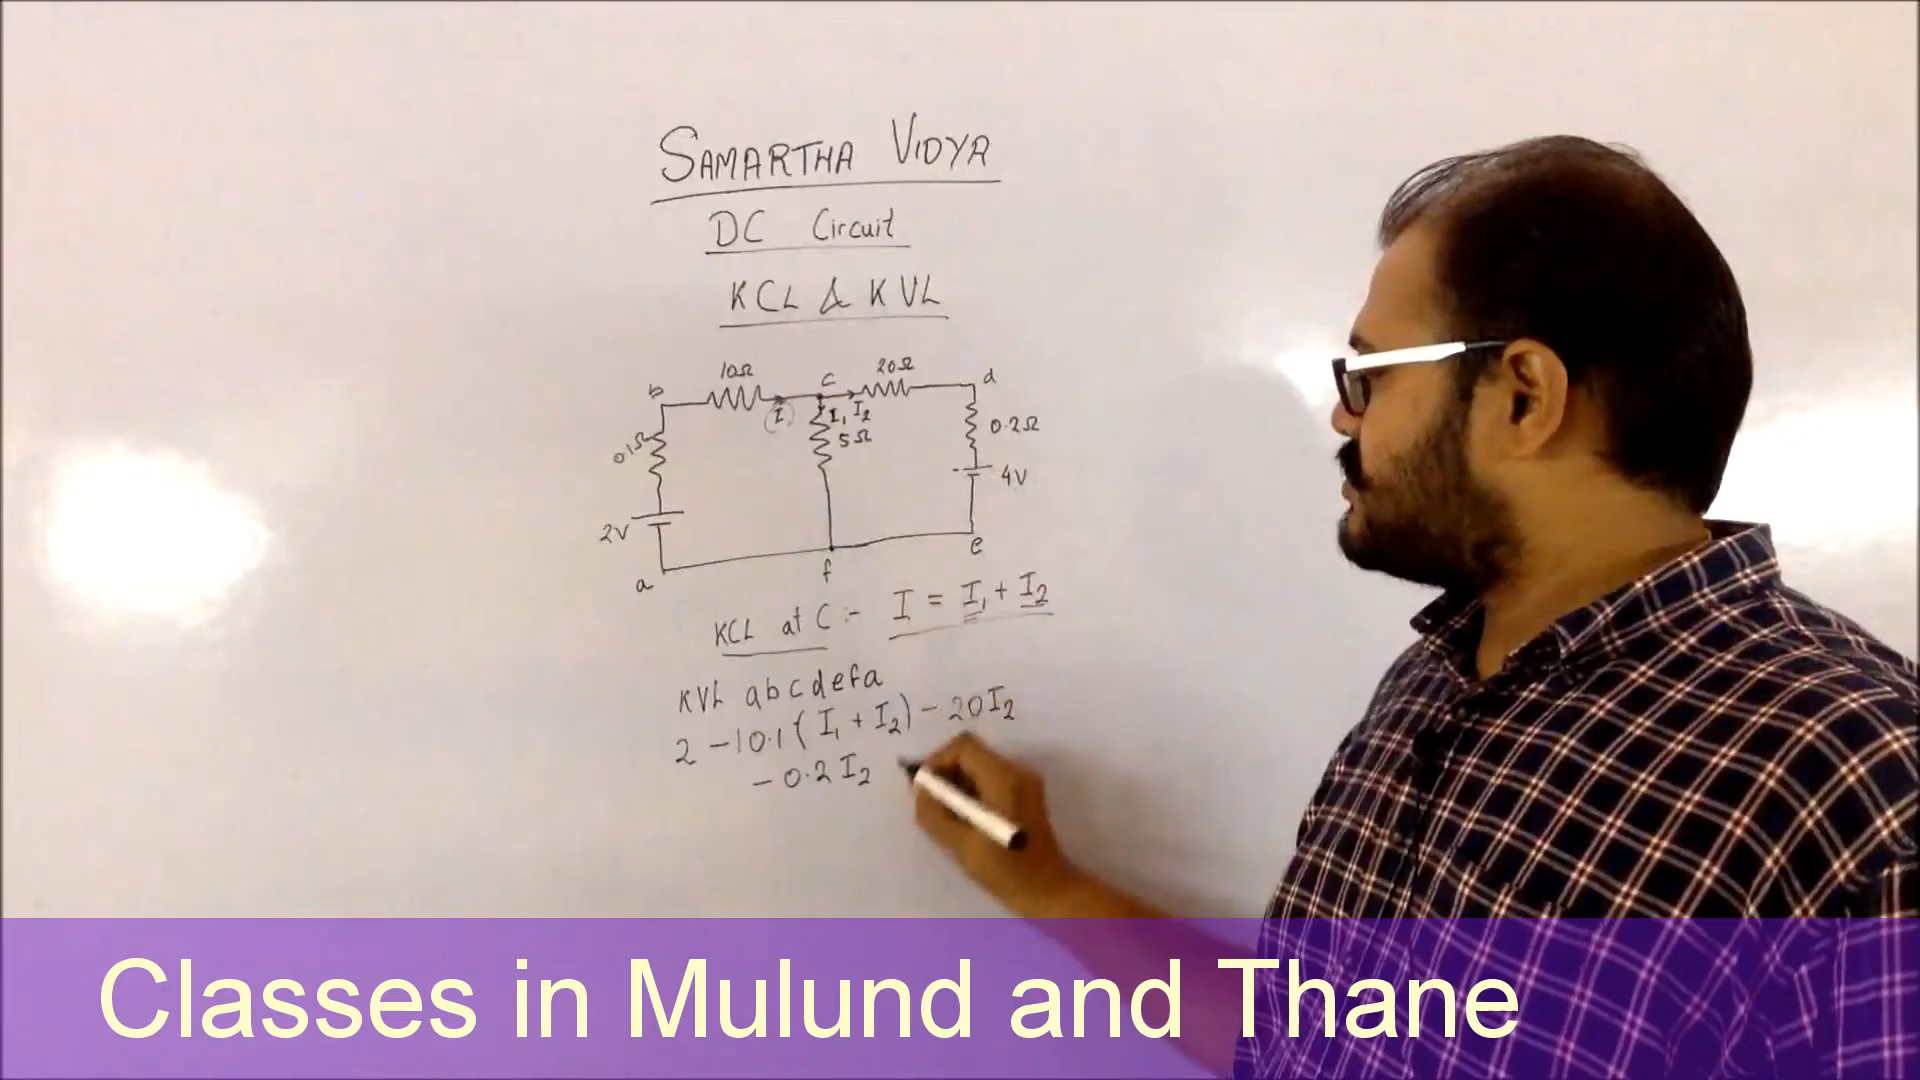 SAMARTHA VIDYA
DC Circuit
KCL & KVL
b 10Ω c 20Ω d
I I₁ I₂
0.1Ω 5Ω 0.2Ω
2V 4V
a f e
KCL at C :- I = I₁ + I₂
KVL abcdefa
2 - 10.1 ( I₁ + I₂) - 20I₂
- 0.2 I₂
Classes in Mulund and Thane